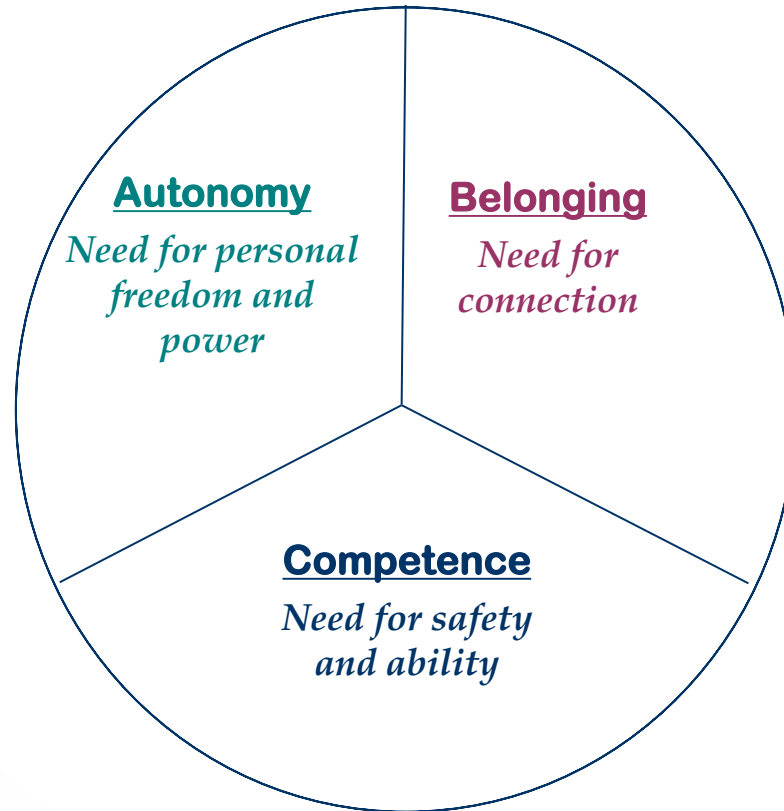 Autonomy
Need for personal
freedom and
power
Belonging
Need for
connection
Competence
Need for safety
and ability